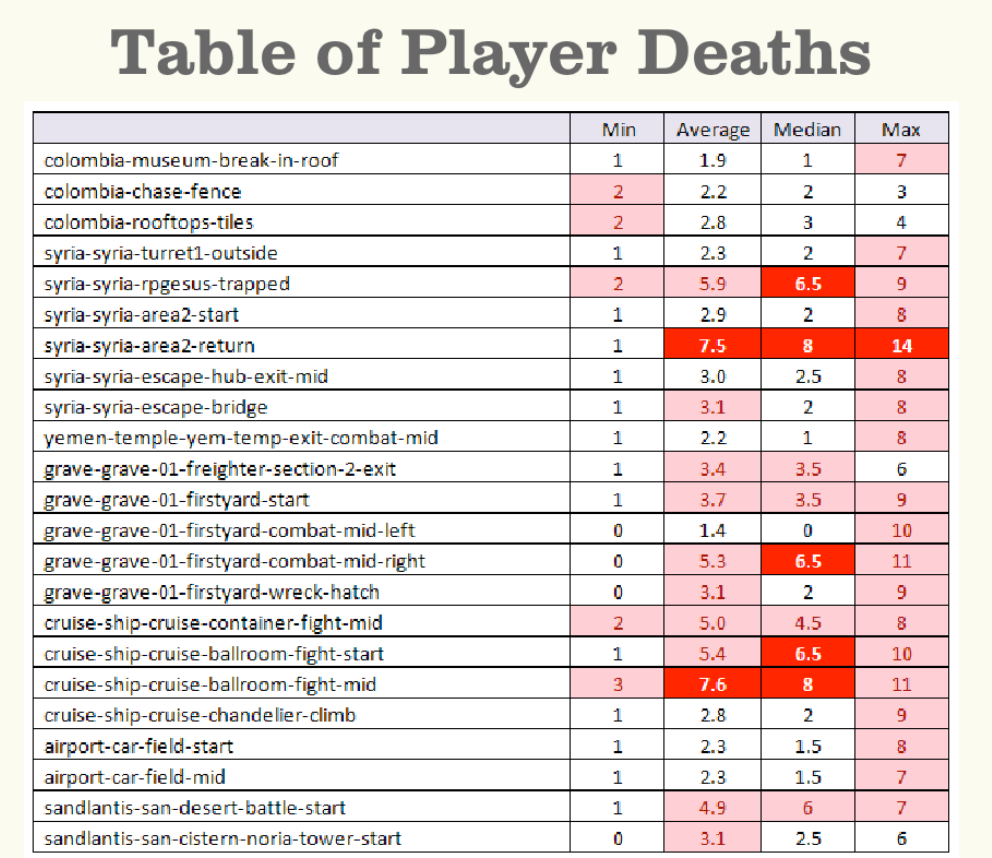 Table of Player Deaths
Min Average Median Max
colombia-museum-break-in-roof 1 1.9 1 7
colombia-chase-fence 2 2.2 2 3
colombia-rooftops-tiles 2 2.8 3 4
syria-syria-turret1-outside 1 2.3 2 7
syria-syria-rpgesus-trapped 2 5.9 6.5 9
syria-syria-area2-start 1 2.9 2 8
syria-syria-area2-return 1 7.5 8 14
syria-syria-escape-hub-exit-mid 1 3.0 2.5 8
syria-syria-escape-bridge 1 3.1 2 8
yemen-temple-yem-temp-exit-combat-mid 1 2.2 1 8
grave-grave-01-freighter-section-2-exit 1 3.4 3.5 6
grave-grave-01-firstyard-start 1 3.7 3.5 9
grave-grave-01-firstyard-combat-mid-left 0 1.4 0 10
grave-grave-01-firstyard-combat-mid-right 0 5.3 6.5 11
grave-grave-01-firstyard-wreck-hatch 0 3.1 2 9
cruise-ship-cruise-container-fight-mid 2 5.0 4.5 8
cruise-ship-cruise-ballroom-fight-start 1 5.4 6.5 10
cruise-ship-cruise-ballroom-fight-mid 3 7.6 8 11
cruise-ship-cruise-chandelier-climb 1 2.8 2 9
airport-car-field-start 1 2.3 1.5 8
airport-car-field-mid 1 2.3 1.5 7
sandlantis-san-desert-battle-start 1 4.9 6 7
sandlantis-san-cistern-noria-tower-start 0 3.1 2.5 6